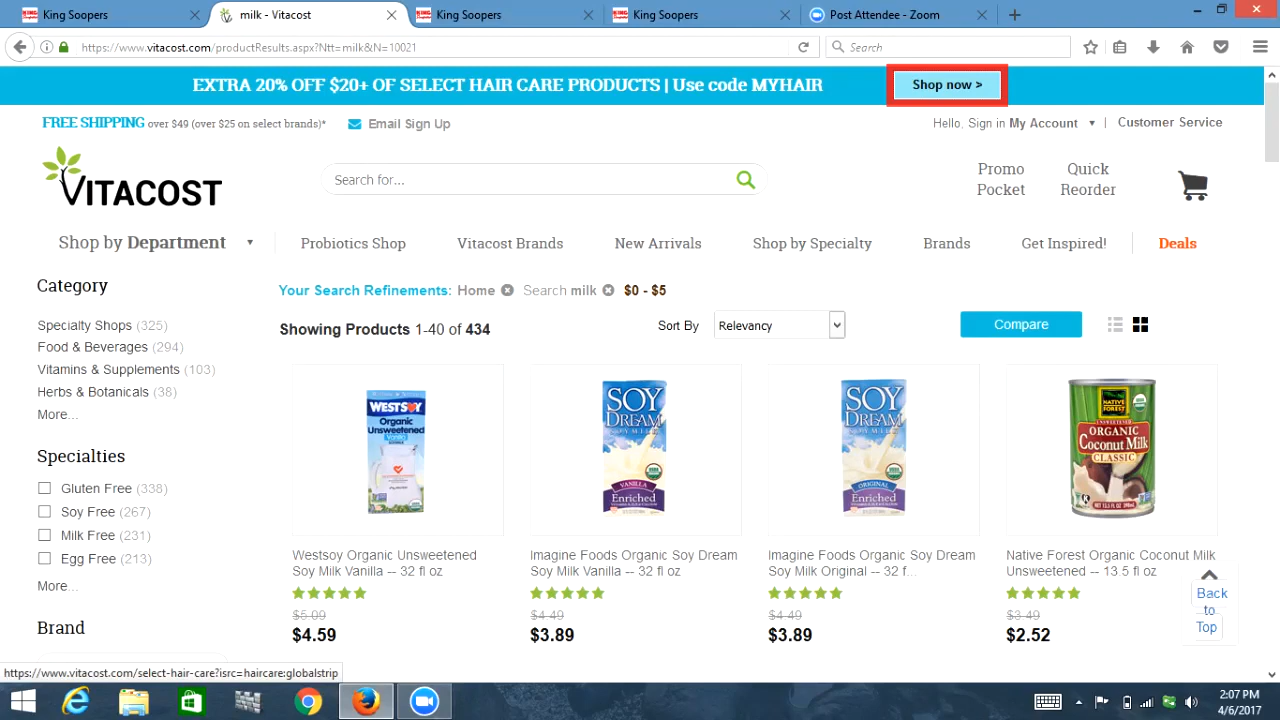 King Soopers
milk - Vitacost
King Soopers
King Soopers
Post Attendee - Zoom
https://www.vitacost.com/productResults.aspx?Ntt=milk&N=10021
Search
EXTRA 20% OFF $20+ OF SELECT HAIR CARE PRODUCTS | Use code MYHAIR
Shop now >
FREE SHIPPING over $49 (over $25 on select brands)*
Email Sign Up
Hello, Sign in My Account
Customer Service
VITACOST
Search for...
Promo
Pocket
Quick
Reorder
Shop by Department
Probiotics Shop
Vitacost Brands
New Arrivals
Shop by Specialty
Brands
Get Inspired!
Deals
Category
Specialty Shops (325)
Food & Beverages (294)
Vitamins & Supplements (103)
Herbs & Botanicals (38)
More...
Specialties
Gluten Free (338)
Soy Free (267)
Milk Free (231)
Egg Free (213)
More...
Brand
Your Search Refinements: Home Search milk $0 - $5
Showing Products 1-40 of 434
Sort By
Relevancy
Compare
WESTSOY
Organic
Unsweetened
Vanilla
SOY
DREAM
SOYMILK
VANILLA
Enriched
SOY
DREAM
SOYMILK
ORIGINAL
Enriched
NATIVE
FOREST
UNSWEETENED
ORGANIC
Coconut Milk
CLASSIC
Westsoy Organic Unsweetened
Soy Milk Vanilla -- 32 fl oz
$5.09
$4.59
Imagine Foods Organic Soy Dream
Soy Milk Vanilla -- 32 fl oz
$4.49
$3.89
Imagine Foods Organic Soy Dream
Soy Milk Original -- 32 f...
$4.49
$3.89
Native Forest Organic Coconut Milk
Unsweetened -- 13.5 fl oz
$3.49
$2.52
Back
to
Top
https://www.vitacost.com/select-hair-care?isrc=haircare:globalstrip
2:07 PM
4/6/2017